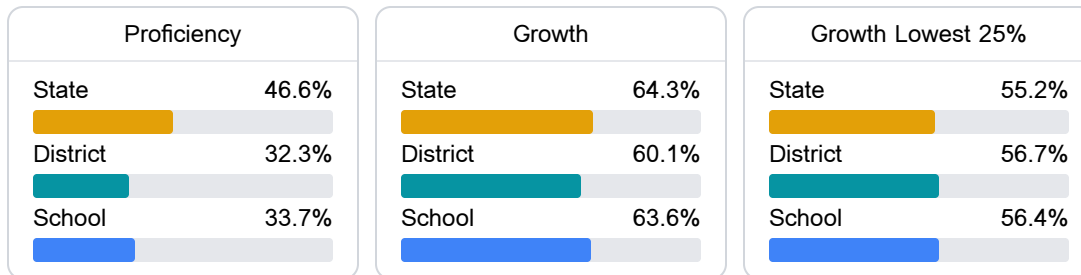 Proficiency
State 46.6%
District 32.3%
School 33.7%
Growth
State 64.3%
District 60.1%
School 63.6%
Growth Lowest 25%
State 55.2%
District 56.7%
School 56.4%